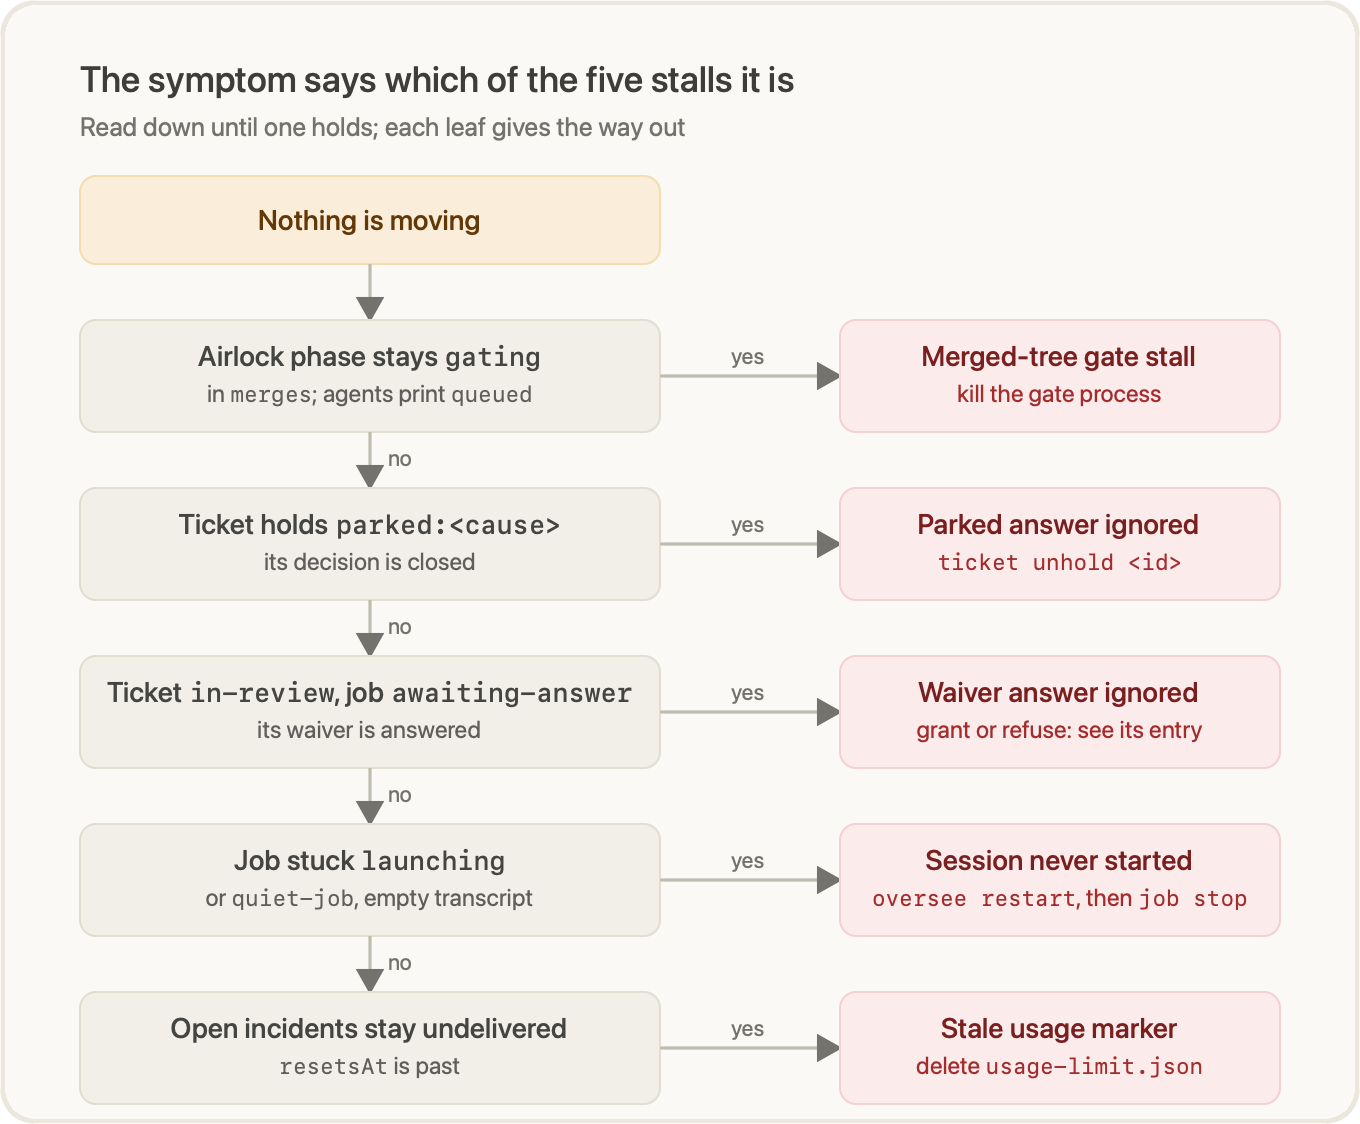 The symptom says which of the five stalls it is
Read down until one holds; each leaf gives the way out
Nothing is moving
Airlock phase stays gating
in merges; agents print queued
yes
Merged-tree gate stall
kill the gate process
no
Ticket holds parked:<cause>
its decision is closed
yes
Parked answer ignored
ticket unhold <id>
no
Ticket in-review, job awaiting-answer
its waiver is answered
yes
Waiver answer ignored
grant or refuse: see its entry
no
Job stuck launching
or quiet-job, empty transcript
yes
Session never started
oversee restart, then job stop
no
Open incidents stay undelivered
resetsAt is past
yes
Stale usage marker
delete usage-limit.json